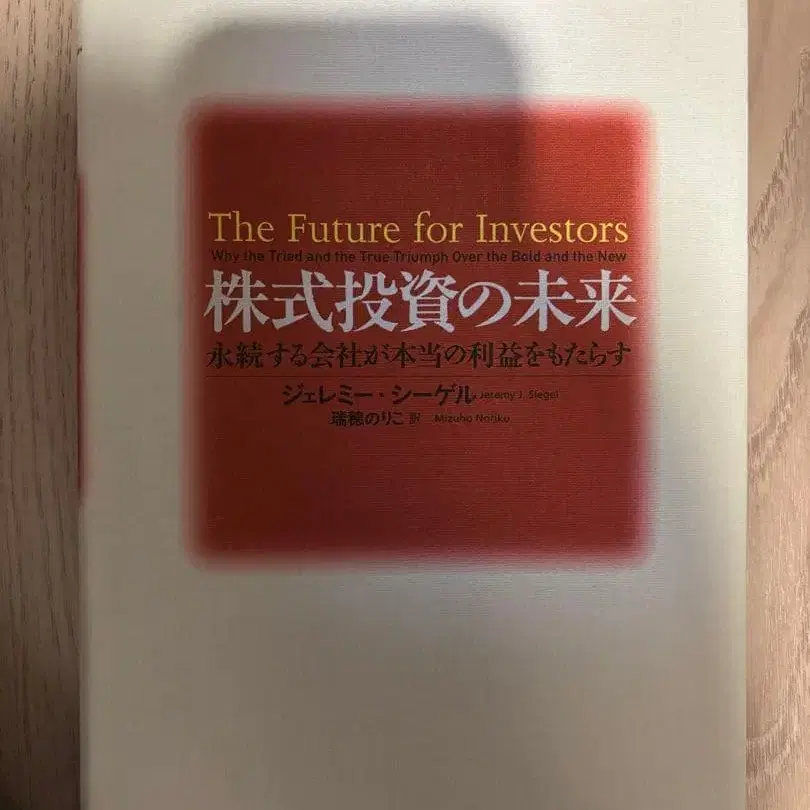 The Future for Investors
Why the Tried and the True Triumph Over the Bold and the New
株式投資の未来
永続する会社が本当の利益をもたらす
ジェレミー・シーゲル Jeremy J. Siegel
瑞穂のりこ 訳 Mizuho Noriko